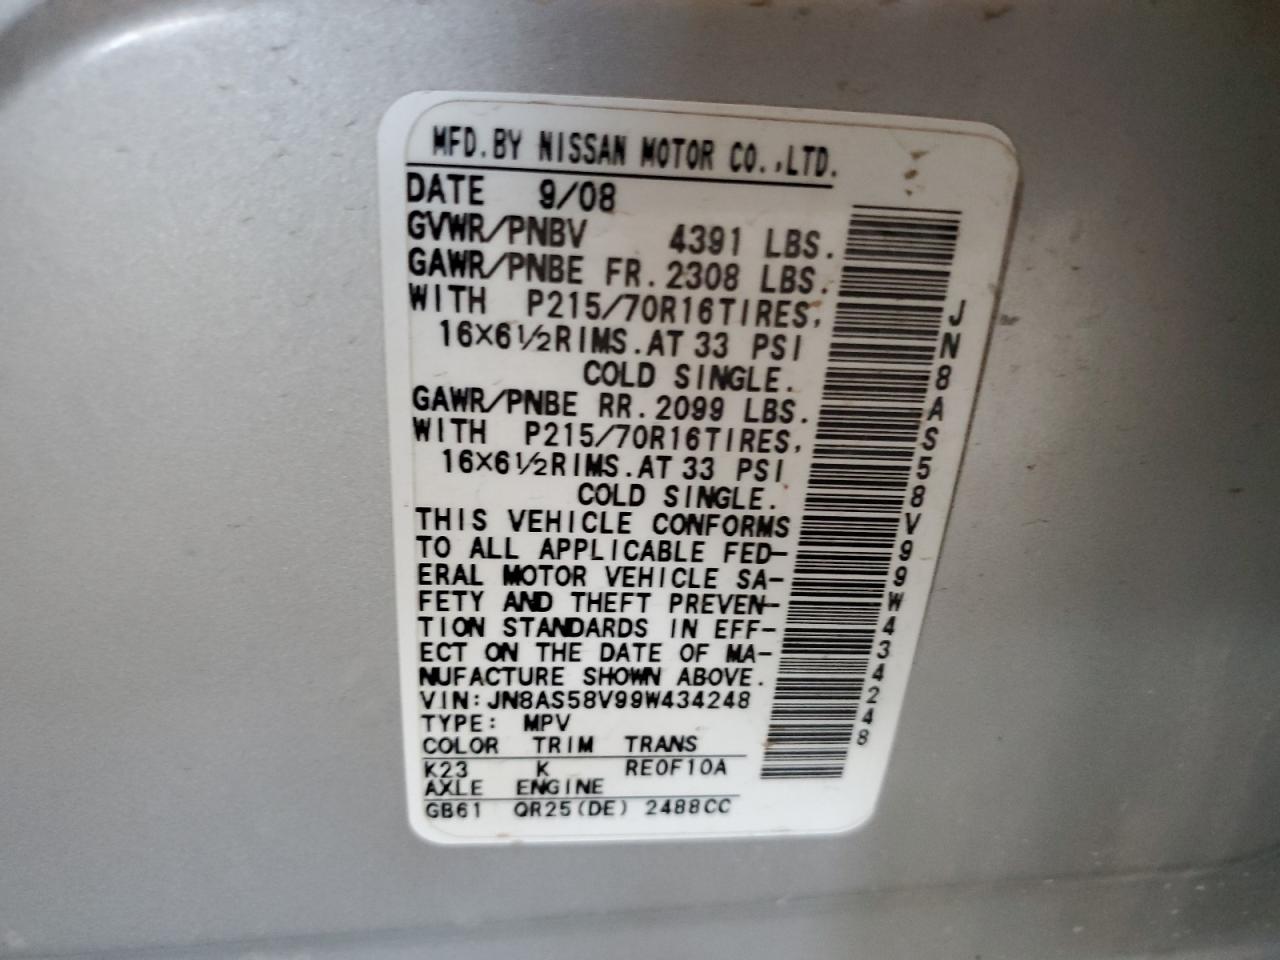 MFD.BY NISSAN MOTOR CO.,LTD.
DATE 9/08
GVWR/PNBV 4391 LBS.
GAWR/PNBE FR. 2308 LBS.
WITH P215/70R16TIRES,
16X6½RIMS.AT 33 PSI
COLD SINGLE.
GAWR/PNBE RR. 2099 LBS.
WITH P215/70R16TIRES,
16X6½RIMS.AT 33 PSI
COLD SINGLE.
THIS VEHICLE CONFORMS
TO ALL APPLICABLE FED-
ERAL MOTOR VEHICLE SA-
FETY AND THEFT PREVEN-
TION STANDARDS IN EFF-
ECT ON THE DATE OF MA-
NUFACTURE SHOWN ABOVE.
VIN: JN8AS58V99W434248
TYPE: MPV
COLOR TRIM TRANS
K23 K RE0F10A
AXLE ENGINE
GB61 QR25(DE) 2488CC
JN8AS58V99W434248